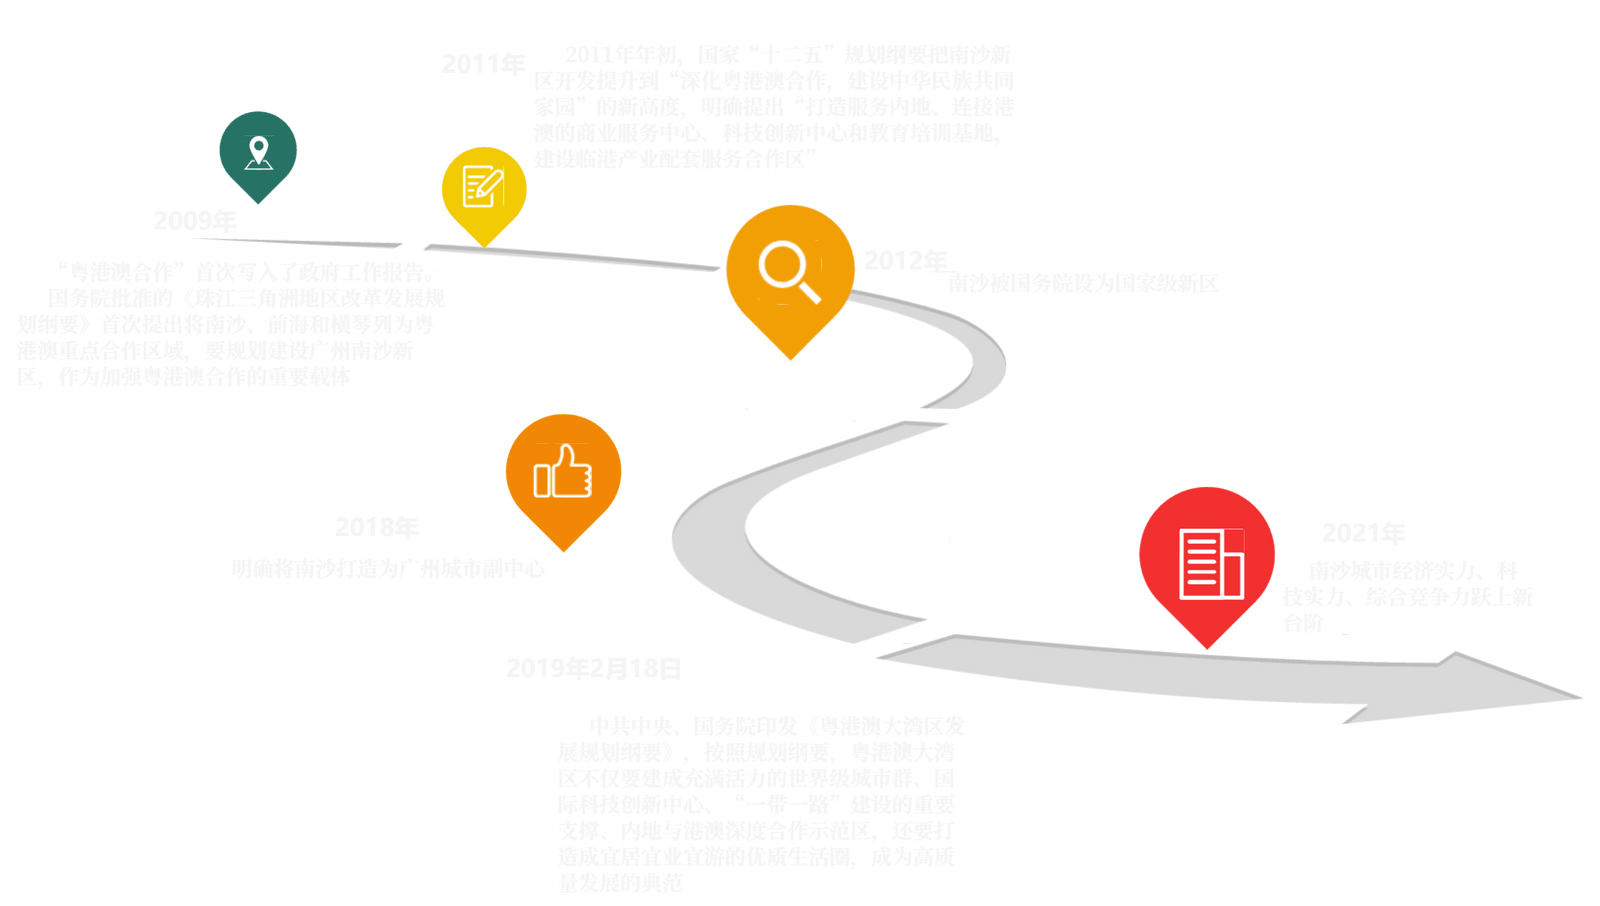 2011年
2011年年初，国家“十二五”规划纲要把南沙新
区开发提升到“深化粤港澳合作，建设中华民族共同
家园”的新高度，明确提出“打造服务内地、连接港
澳的商业服务中心、科技创新中心和教育培训基地，
建设临港产业配套服务合作区”
2009年
“粤港澳合作”首次写入了政府工作报告。
国务院批准的《珠江三角洲地区改革发展规
划纲要》首次提出将南沙、前海和横琴列为粤
港澳重点合作区域，要规划建设广州南沙新
区，作为加强粤港澳合作的重要载体
2012年
南沙被国务院设为国家级新区
2018年
明确将南沙打造为广州城市副中心
2021年
南沙城市经济实力、科
技实力、综合竞争力跃上新
台阶
2019年2月18日
中共中央、国务院印发《粤港澳大湾区发
展规划纲要》，按照规划纲要，粤港澳大湾
区不仅要建成充满活力的世界级城市群、国
际科技创新中心、“一带一路”建设的重要
支撑、内地与港澳深度合作示范区，还要打
造成宜居宜业宜游的优质生活圈，成为高质
量发展的典范